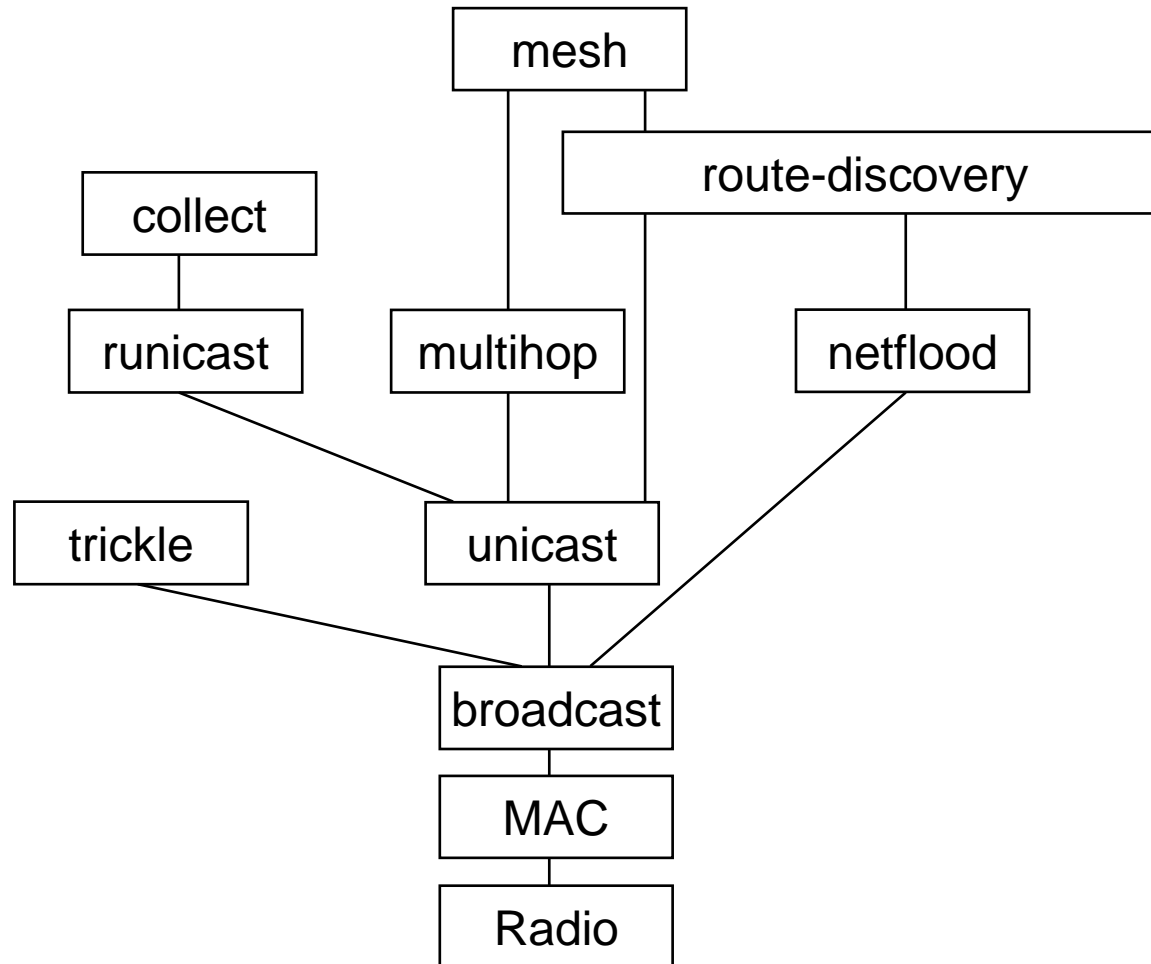 mesh
route-discovery
collect
runicast
multihop
netflood
trickle
unicast
broadcast
MAC
Radio